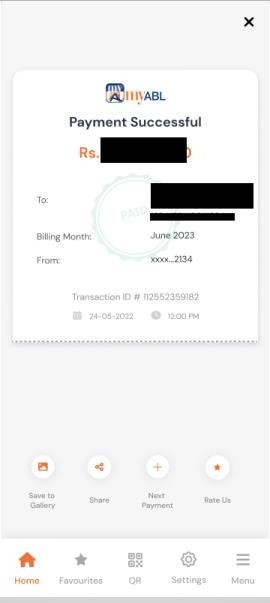 myABL
Payment Successful
Rs.
To:
PAID
Billing Month: June 2023
From: xxxx...2134
Transaction ID # 112552359182
24-05-2022 12:00 PM
Save to Gallery
Share
Next Payment
Rate Us
Home Favourites QR Settings Menu